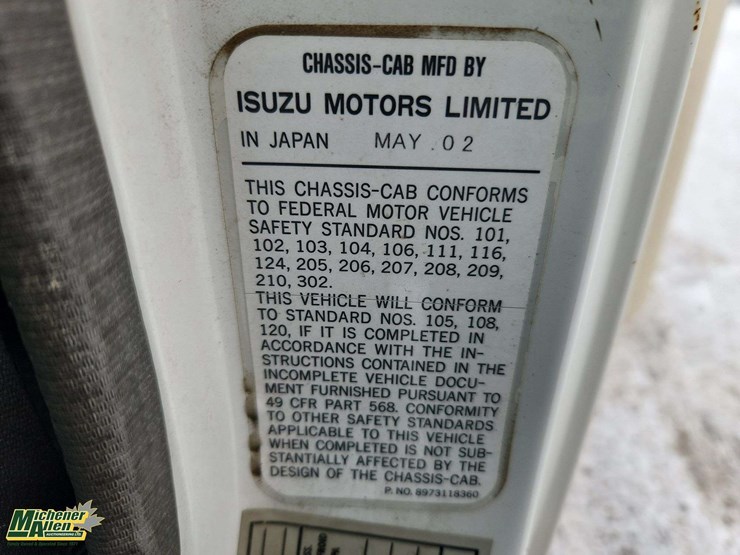 CHASSIS-CAB MFD BY
ISUZU MOTORS LIMITED
IN JAPAN MAY .02
THIS CHASSIS-CAB CONFORMS
TO FEDERAL MOTOR VEHICLE
SAFETY STANDARD NOS. 101,
102, 103, 104, 106, 111, 116,
124, 205, 206, 207, 208, 209,
210, 302.
THIS VEHICLE WILL CONFORM
TO STANDARD NOS. 105, 108,
120, IF IT IS COMPLETED IN
ACCORDANCE WITH THE IN-
STRUCTIONS CONTAINED IN THE
INCOMPLETE VEHICLE DOCU-
MENT FURNISHED PURSUANT TO
49 CFR PART 568. CONFORMITY
TO OTHER SAFETY STANDARDS
APPLICABLE TO THIS VEHICLE
WHEN COMPLETED IS NOT SUB-
STANTIALLY AFFECTED BY THE
DESIGN OF THE CHASSIS-CAB.
P. NO. 8973118360
Michener
Allen
AUCTIONEERING LTD.